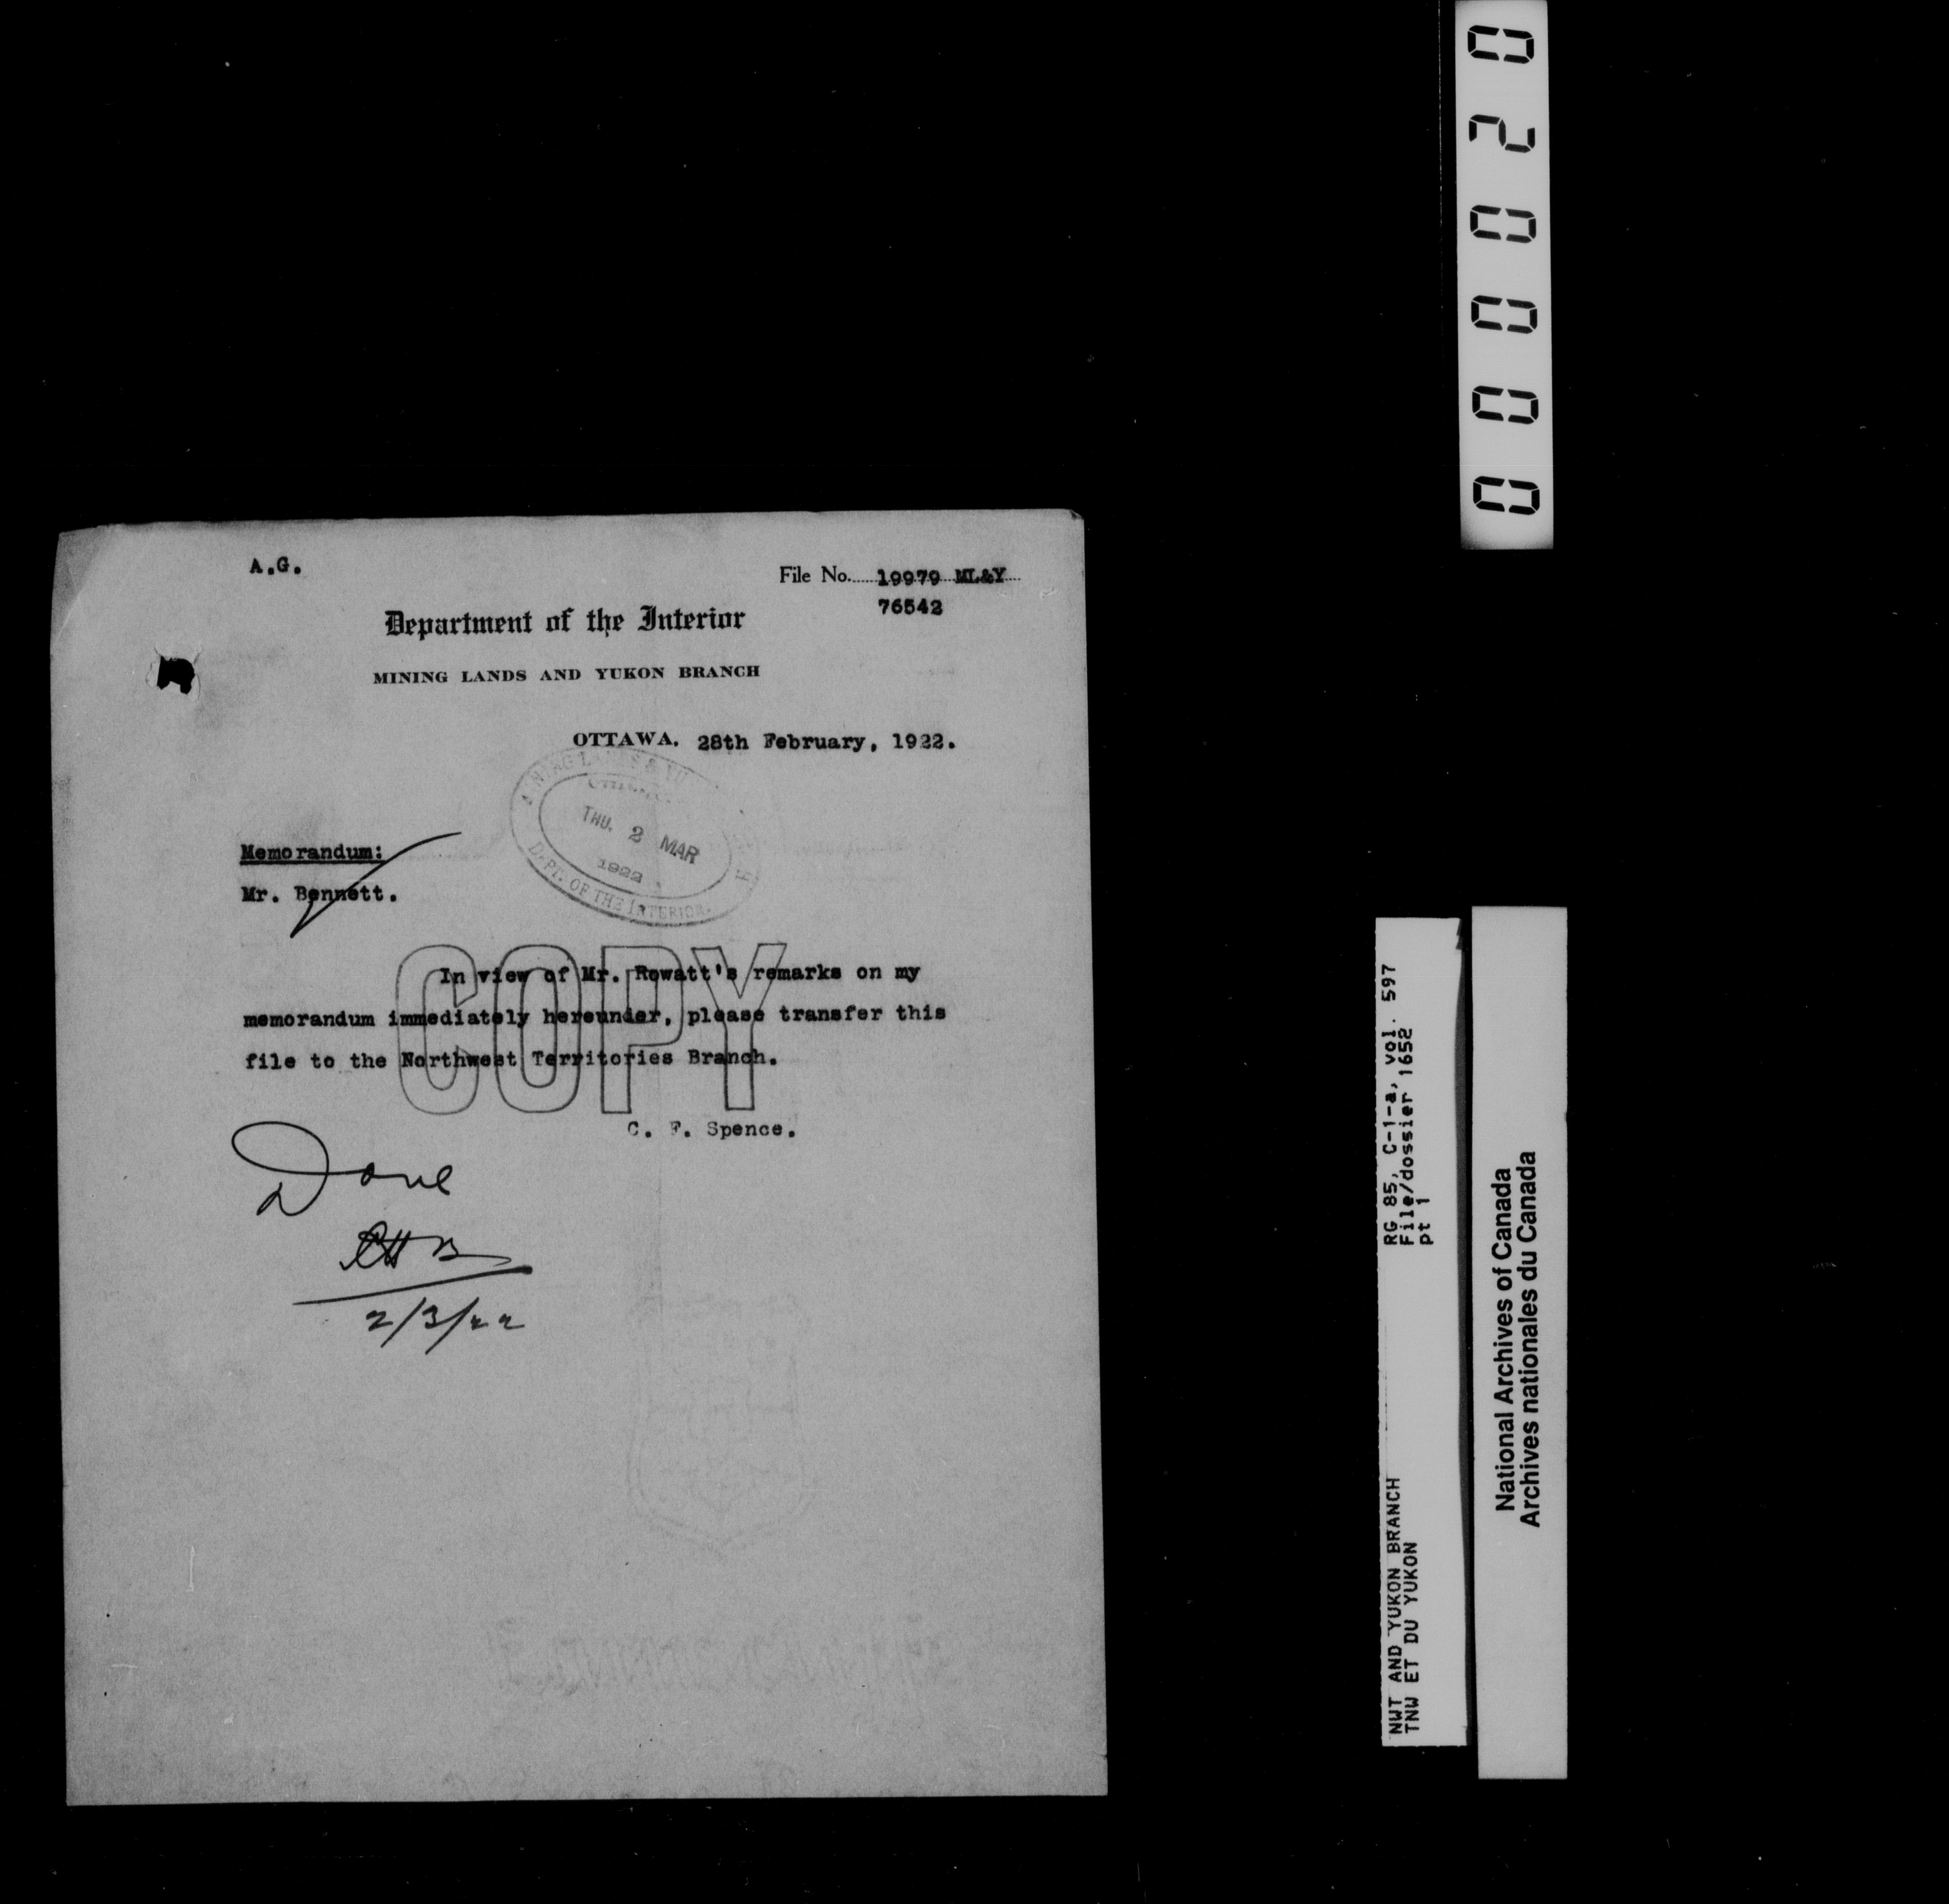 A.G.
File No. 19979 ML&Y
76542
Department of the Interior
MINING LANDS AND YUKON BRANCH
OTTAWA, 28th February, 1922.
THU. 2 MAR
1922
DEPT. OF THE INTERIOR.
Memorandum:
Mr. Bennett.
COPY
In view of Mr. Rowatt's remarks on my
memorandum immediately hereunder, please transfer this
file to the Northwest Territories Branch.
C. F. Spence.
Done
2/3/22
000020
RG 85, C-1-a, vol. 597
File/dossier 1652
pt 1
NWT AND YUKON BRANCH
TNW ET DU YUKON
National Archives of Canada
Archives nationales du Canada